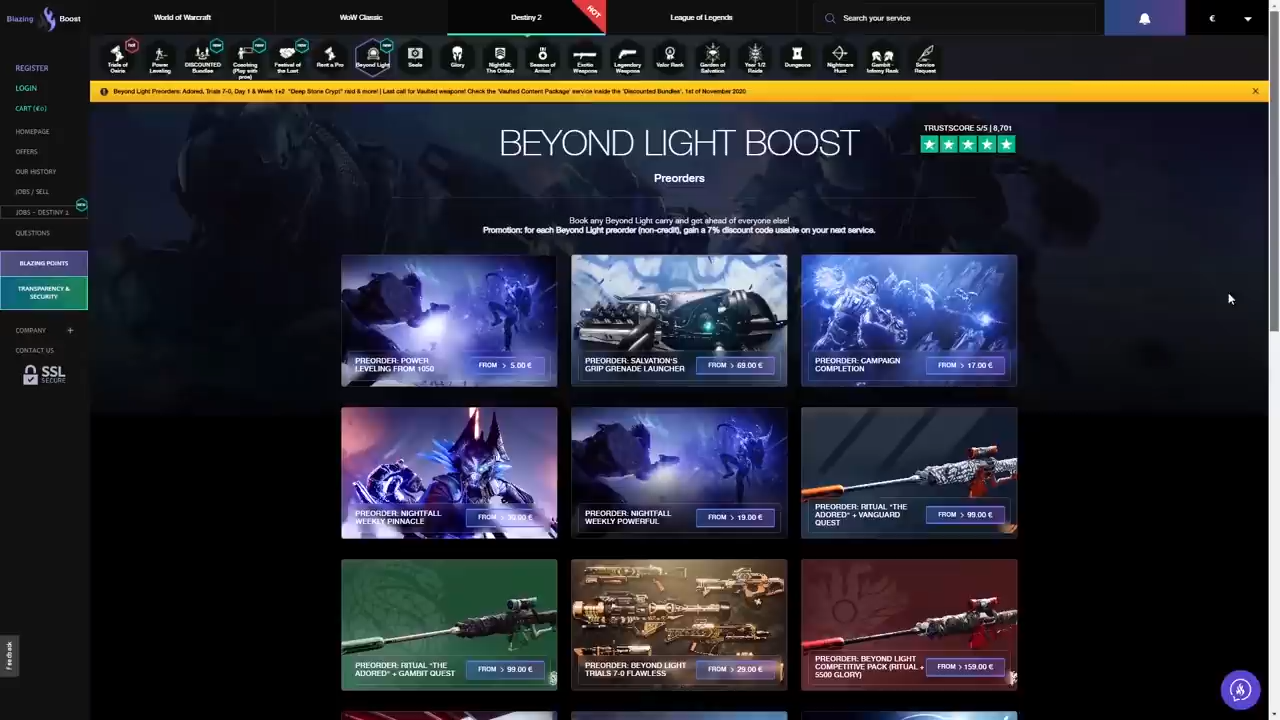 Blazing Boost
World of Warcraft
WoW Classic
Destiny 2
HOT
League of Legends
Search your service
€
hot
new
new
new
new
Trials of Osiris
Power Leveling
DISCOUNTED Bundles
Coaching (Play with pros)
Festival of the Lost
Rent a Pro
Beyond Light
Seals
Glory
Nightfall: The Ordeal
Season of Arrival
Exotic Weapons
Legendary Weapons
Valor Rank
Garden of Salvation
Year 1/2 Raids
Dungeons
Nightmare Hunt
Gambit - Infamy Rank
Service Request
Beyond Light Preorders: Adored, Trials 7-0, Day 1 & Week 1+2 "Deep Stone Crypt" raid & more! | Last call for Vaulted weapons! Check the 'Vaulted Content Package' service inside the 'Discounted Bundles'. 1st of November 2020
REGISTER
LOGIN
CART (€0)
HOMEPAGE
OFFERS
OUR HISTORY
JOBS / SELL
JOBS - DESTINY 2
NEW
QUESTIONS
BLAZING POINTS
TRANSPARENCY &
SECURITY!
COMPANY +
CONTACT US
SSL
SECURE
Feedback
BEYOND LIGHT BOOST
TRUSTSCORE 5/5 | 8,701
Preorders
Book any Beyond Light carry and get ahead of everyone else!
Promotion: for each Beyond Light preorder (non-credit), gain a 7% discount code usable on your next service.
PREORDER: POWER
LEVELING FROM 1050
FROM > 5.00 €
PREORDER: SALVATION'S
GRIP GRENADE LAUNCHER
FROM > 69.00 €
PREORDER: CAMPAIGN
COMPLETION
FROM > 17.00 €
PREORDER: NIGHTFALL
WEEKLY PINNACLE
FROM > 30.00 €
PREORDER: NIGHTFALL
WEEKLY POWERFUL
FROM > 19.00 €
PREORDER: RITUAL "THE
ADORED" + VANGUARD
QUEST
FROM > 99.00 €
PREORDER: RITUAL "THE
ADORED" + GAMBIT QUEST
FROM > 99.00 €
PREORDER: BEYOND LIGHT
TRIALS 7-0 FLAWLESS
FROM > 29.00 €
PREORDER: BEYOND LIGHT
COMPETITIVE PACK (RITUAL +
5500 GLORY)
FROM > 159.00 €